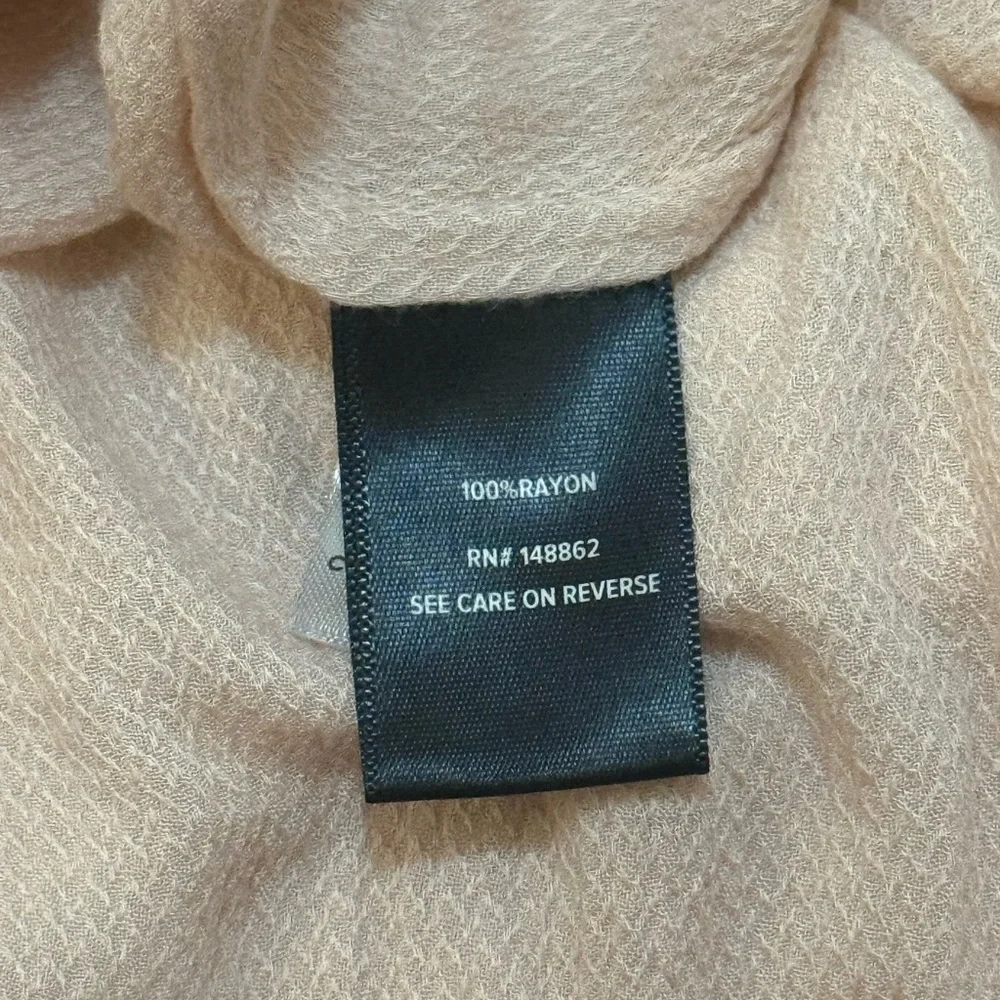 100%RAYON
RN# 148862
SEE CARE ON REVERSE